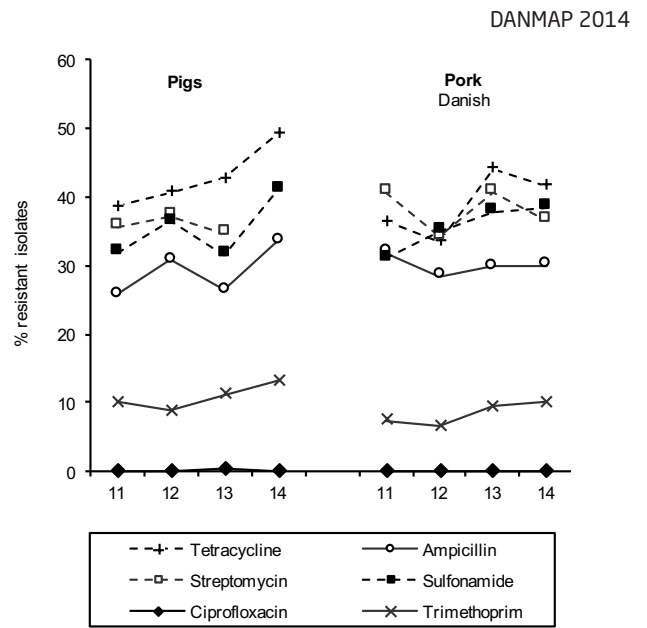 DANMAP 2014
Pigs
Pork
Danish
% resistant isolates
60
50
40
30
20
10
0
11 12 13 14 11 12 13 14
Tetracycline Ampicillin
Streptomycin Sulfonamide
Ciprofloxacin Trimethoprim